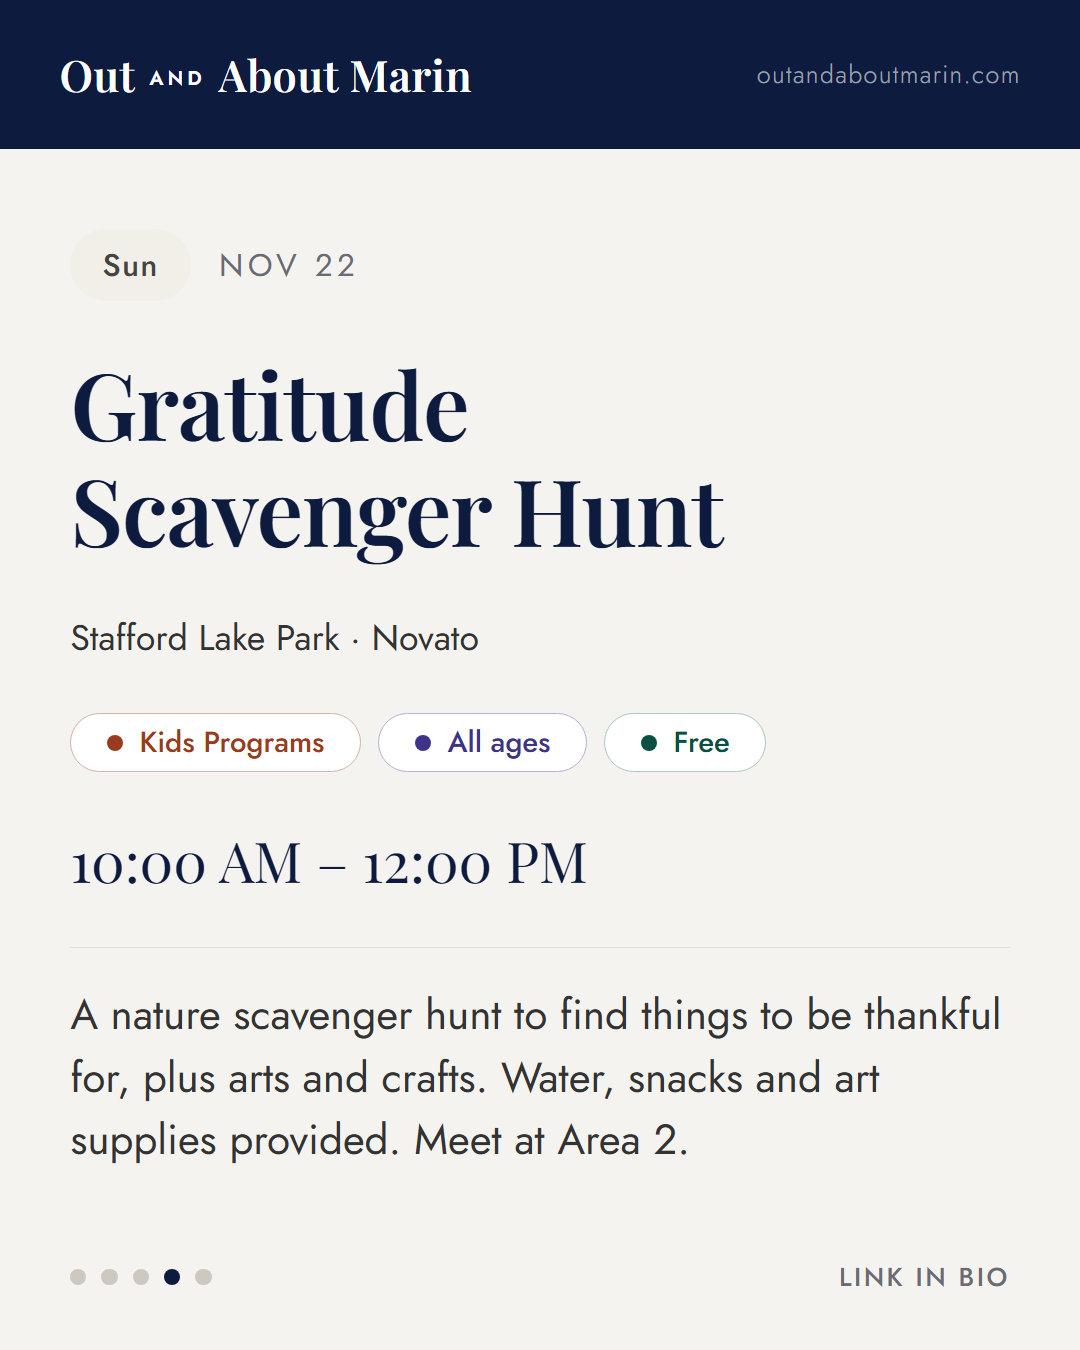 Out AND About Marin
outandaboutmarin.com
Sun NOV 22
Gratitude
Scavenger Hunt
Stafford Lake Park · Novato
Kids Programs All ages Free
10:00 AM – 12:00 PM
A nature scavenger hunt to find things to be thankful
for, plus arts and crafts. Water, snacks and art
supplies provided. Meet at Area 2.
LINK IN BIO